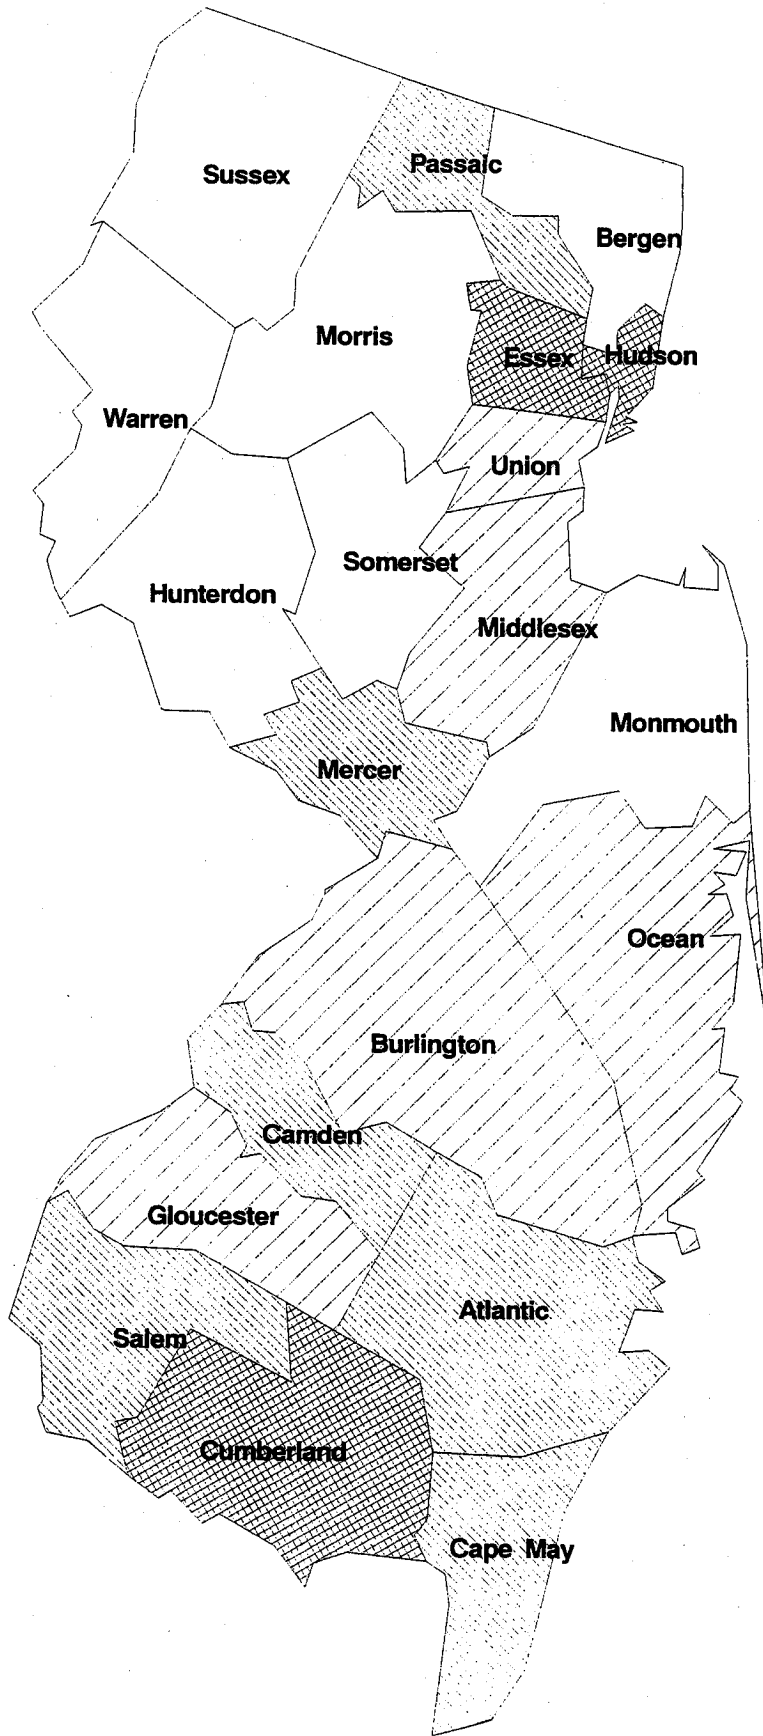 Sussex
Passaic
Bergen
Morris
Essex
Hudson
Warren
Union
Somerset
Hunterdon
Middlesex
Monmouth
Mercer
Ocean
Burlington
Camden
Gloucester
Atlantic
Salem
Cumberland
Cape May